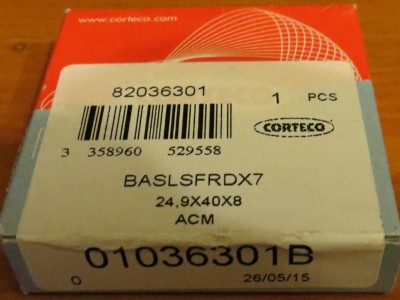 www.corteco.com
82036301
1 PCS
CORTECO
3 358960 529558
BASLSFRDX7
24,9X40X8
ACM
01036301B
0 26/05/15